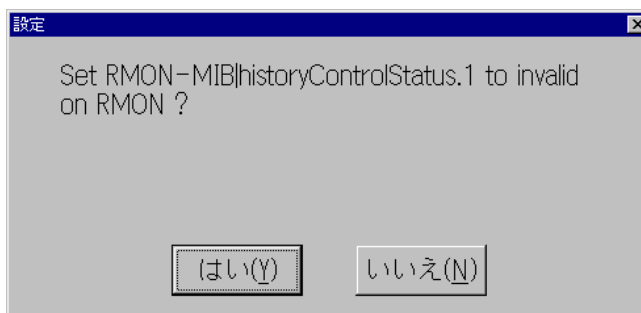 設定
Set RMON-MIB|historyControlStatus.1 to invalid
on RMON ?
はい(Y)
いいえ(N)